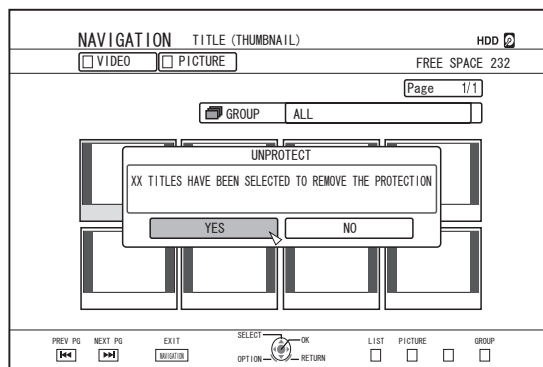 NAVIGATION TITLE (THUMBNAIL) HDD
VIDEO PICTURE FREE SPACE 232
Page 1/1
GROUP ALL
UNPROTECT
XX TITLES HAVE BEEN SELECTED TO REMOVE THE PROTECTION
YES NO
PREV PG NEXT PG EXIT SELECT OK LIST PICTURE GROUP
NAVIGATION OPTION RETURN